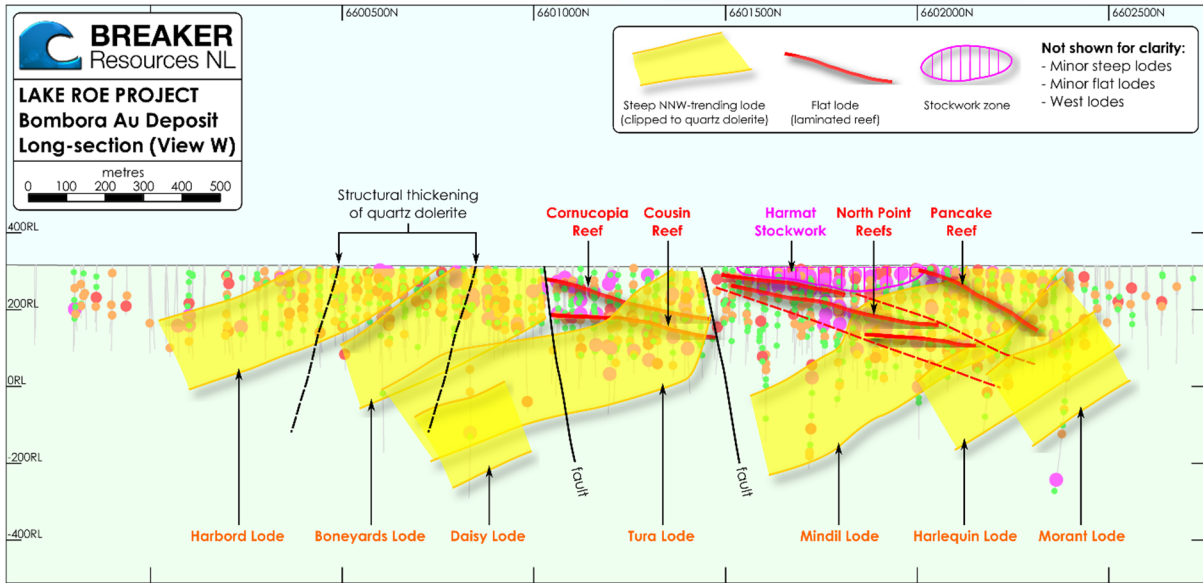 6600500N
6601000N
6601500N
6602000N
6602500N
BREAKER
Resources NL
LAKE ROE PROJECT
Bombora Au Deposit
Long-section (View W)
metres
0 100 200 300 400 500
Steep NNW-trending lode
(clipped to quartz dolerite)
Flat lode
(laminated reef)
Stockwork zone
Not shown for clarity:
- Minor steep lodes
- Minor flat lodes
- West lodes
Structural thickening
of quartz dolerite
Cornucopia
Reef
Cousin
Reef
Harmat
Stockwork
North Point
Reefs
Pancake
Reef
400RL
200RL
0RL
-200RL
-400RL
fault
fault
Harbord Lode
Boneyards Lode
Daisy Lode
Tura Lode
Mindil Lode
Harlequin Lode
Morant Lode